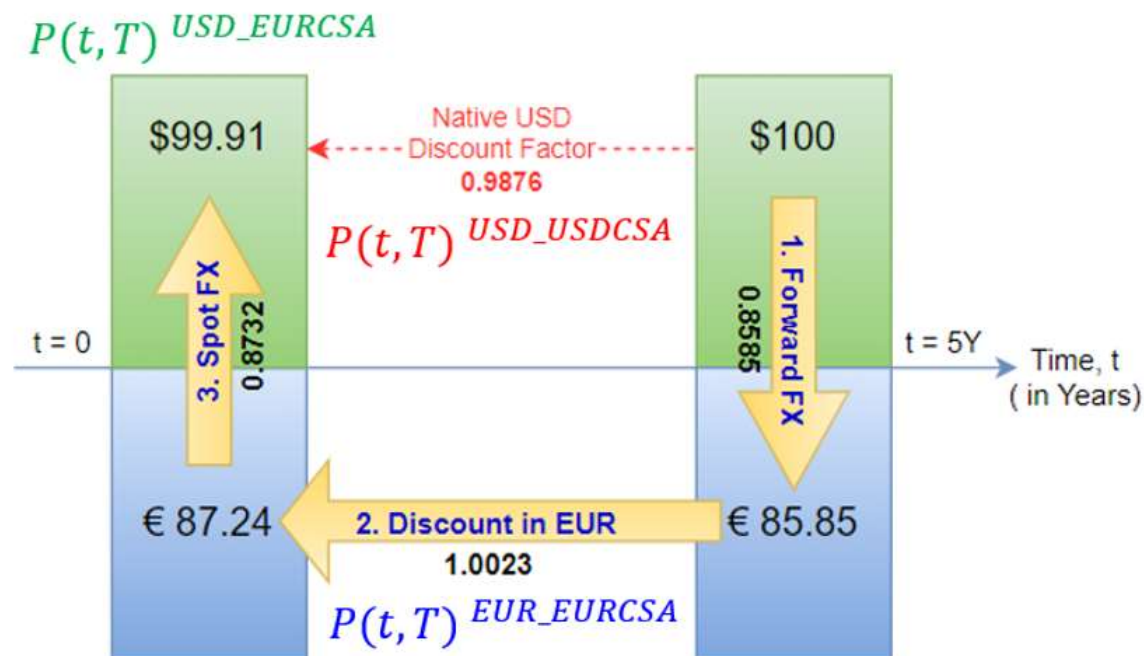 P(t,T) USD_EURCSA
$99.91
Native USD
Discount Factor
0.9876
$100
P(t,T) USD_USDCSA
3. Spot FX
0.8732
1. Forward FX
0.8585
t = 0
t = 5Y
Time, t
( in Years)
€ 87.24
2. Discount in EUR
1.0023
€ 85.85
P(t,T) EUR_EURCSA